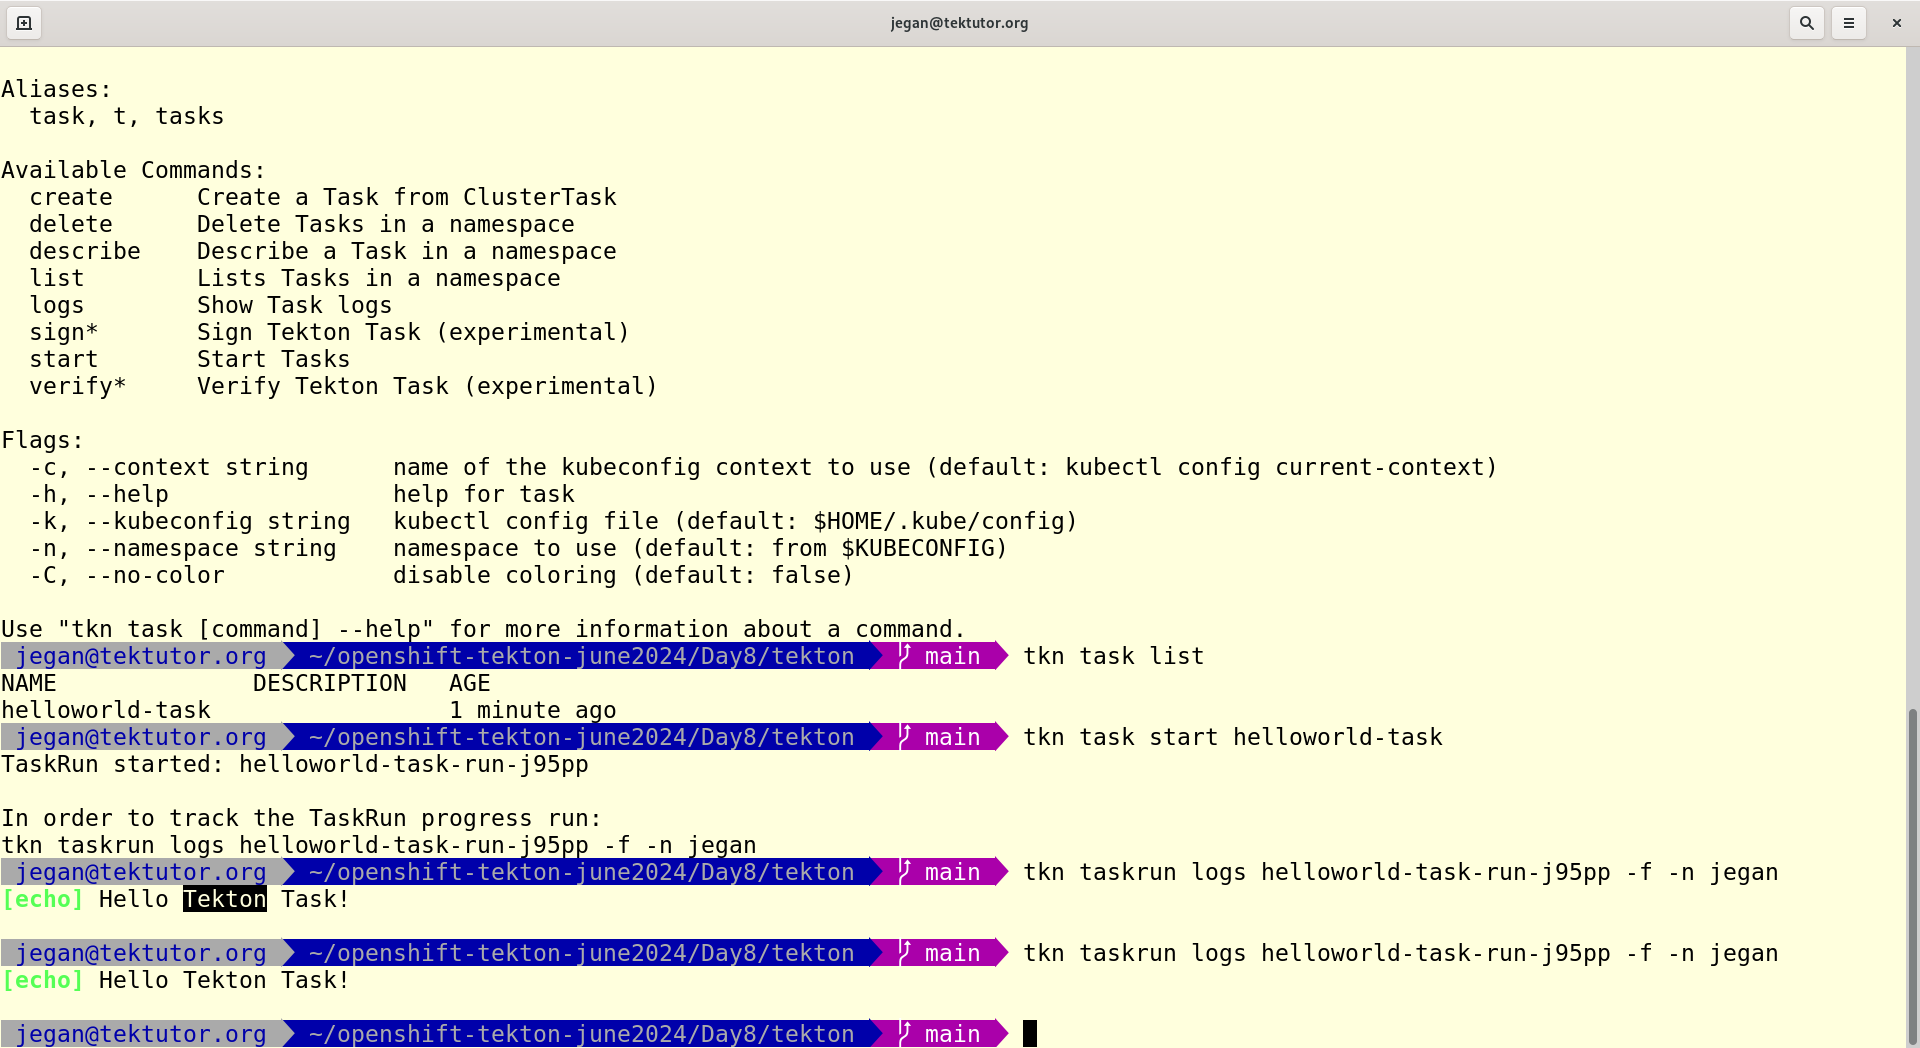 jegan@tektutor.org
Aliases:
  task, t, tasks

Available Commands:
  create      Create a Task from ClusterTask
  delete      Delete Tasks in a namespace
  describe    Describe a Task in a namespace
  list        Lists Tasks in a namespace
  logs        Show Task logs
  sign*       Sign Tekton Task (experimental)
  start       Start Tasks
  verify*     Verify Tekton Task (experimental)

Flags:
  -c, --context string      name of the kubeconfig context to use (default: kubectl config current-context)
  -h, --help                help for task
  -k, --kubeconfig string   kubectl config file (default: $HOME/.kube/config)
  -n, --namespace string    namespace to use (default: from $KUBECONFIG)
  -C, --no-color            disable coloring (default: false)

Use "tkn task [command] --help" for more information about a command.
jegan@tektutor.org ~/openshift-tekton-june2024/Day8/tekton main tkn task list
NAME              DESCRIPTION   AGE
helloworld-task                 1 minute ago
jegan@tektutor.org ~/openshift-tekton-june2024/Day8/tekton main tkn task start helloworld-task
TaskRun started: helloworld-task-run-j95pp

In order to track the TaskRun progress run:
tkn taskrun logs helloworld-task-run-j95pp -f -n jegan
jegan@tektutor.org ~/openshift-tekton-june2024/Day8/tekton main tkn taskrun logs helloworld-task-run-j95pp -f -n jegan
[echo] Hello Tekton Task!

jegan@tektutor.org ~/openshift-tekton-june2024/Day8/tekton main tkn taskrun logs helloworld-task-run-j95pp -f -n jegan
[echo] Hello Tekton Task!

jegan@tektutor.org ~/openshift-tekton-june2024/Day8/tekton main